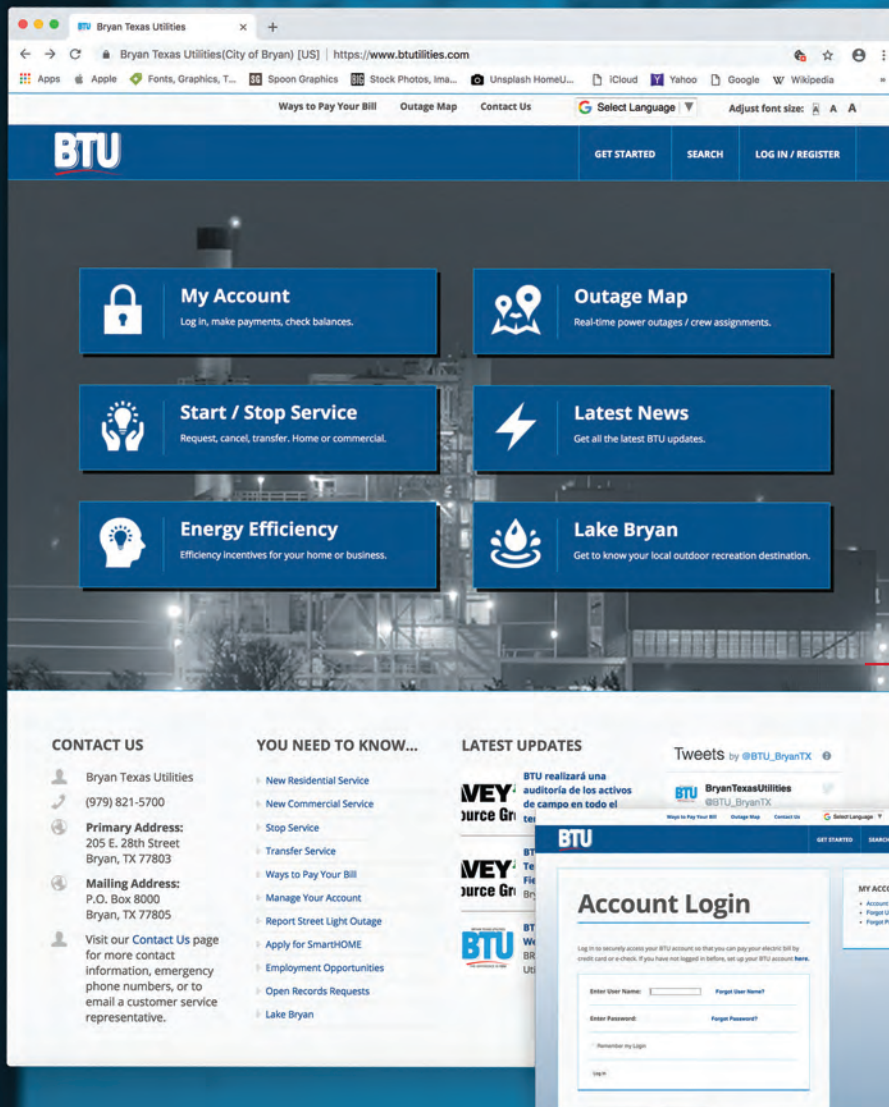 Bryan Texas Utilities
Bryan Texas Utilities(City of Bryan) [US] | https://www.btutilities.com
Apps Apple Fonts, Graphics, T... Spoon Graphics Stock Photos, Ima... Unsplash HomeU... iCloud Yahoo Google Wikipedia
Ways to Pay Your Bill Outage Map Contact Us Select Language ▼ Adjust font size: A A A
BTU
GET STARTED SEARCH LOG IN / REGISTER
My Account
Log in, make payments, check balances.
Outage Map
Real-time power outages / crew assignments.
Start / Stop Service
Request, cancel, transfer. Home or commercial.
Latest News
Get all the latest BTU updates.
Energy Efficiency
Efficiency incentives for your home or business.
Lake Bryan
Get to know your local outdoor recreation destination.
CONTACT US
Bryan Texas Utilities
(979) 821-5700
Primary Address:
205 E. 28th Street
Bryan, TX 77803
Mailing Address:
P.O. Box 8000
Bryan, TX 77805
Visit our Contact Us page
for more contact
information, emergency
phone numbers, or to
email a customer service
representative.
YOU NEED TO KNOW...
New Residential Service
New Commercial Service
Stop Service
Transfer Service
Ways to Pay Your Bill
Manage Your Account
Report Street Light Outage
Apply for SmartHOME
Employment Opportunities
Open Records Requests
Lake Bryan
LATEST UPDATES
BTU realizará una
auditoría de los activos
de campo en todo el
BTU
Tweets by @BTU_BryanTX
BTU
BryanTexasUtilities
@BTU_BryanTX
Ways to Pay Your Bill Outage Map Contact Us Select Language ▼
BTU
GET STARTED SEARCH
Account Login
Log in to securely access your BTU account so that you can pay your electric bill by
credit card or e-check. If you have not logged in before, set up your BTU account here.
Enter User Name: Forgot User Name?
Enter Password: Forgot Password?
Remember my Login
Log in
MY ACCO
Account
Forgot U
Forgot P